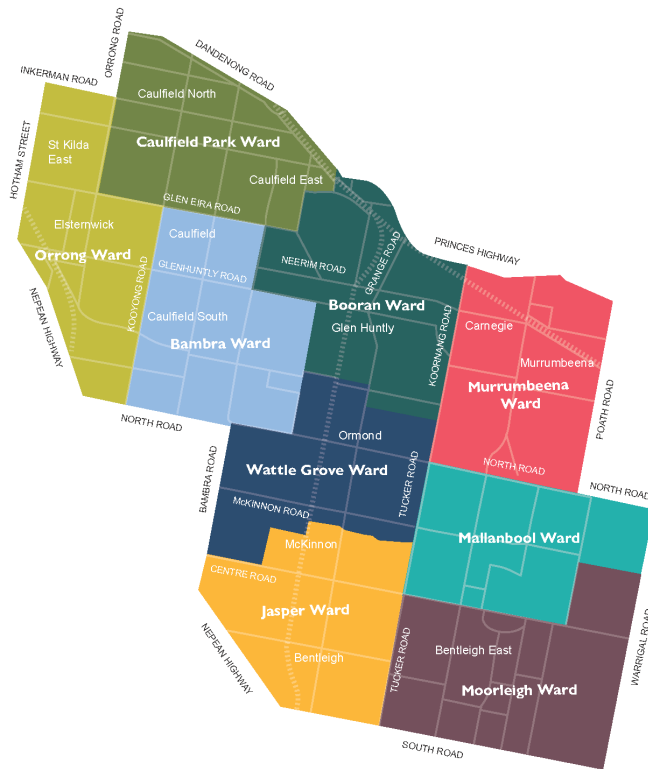 ORRONG ROAD
DANDENONG ROAD
INKERMAN ROAD
Caulfield North
HOTHAM STREET
St Kilda
East
Caulfield Park Ward
Caulfield East
GLEN EIRA ROAD
Elsternwick
Caulfield
Orrong Ward
KOOYONG ROAD
GLENHUNTLY ROAD
NEERIM ROAD
GRANGE ROAD
PRINCES HIGHWAY
NEPEAN HIGHWAY
Caulfield South
Booran Ward
Glen Huntly
Bambra Ward
KOORNANG ROAD
Carnegie
Murrumbeena
Murrumbeena
Ward
POATH ROAD
NORTH ROAD
BAMBRA ROAD
Ormond
Wattle Grove Ward
TUCKER ROAD
NORTH ROAD
NORTH ROAD
McKINNON ROAD
McKinnon
Mallanbool Ward
CENTRE ROAD
Jasper Ward
NEPEAN HIGHWAY
Bentleigh
TUCKER ROAD
Bentleigh East
WARRIGAL ROAD
Moorleigh Ward
SOUTH ROAD